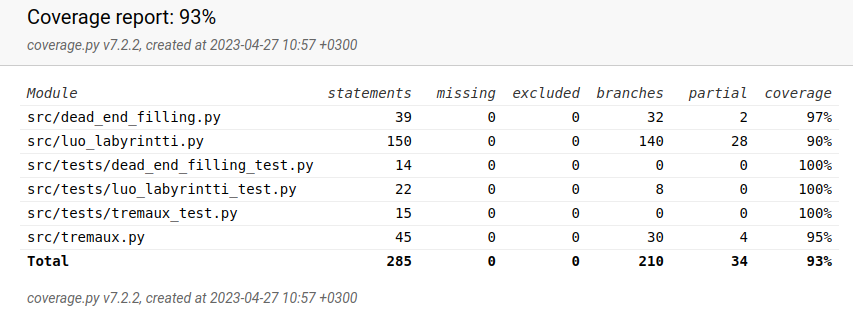 Coverage report: 93%
coverage.py v7.2.2, created at 2023-04-27 10:57 +0300
Module statements missing excluded branches partial coverage
src/dead_end_filling.py 39 0 0 32 2 97%
src/luo_labyrintti.py 150 0 0 140 28 90%
src/tests/dead_end_filling_test.py 14 0 0 0 0 100%
src/tests/luo_labyrintti_test.py 22 0 0 8 0 100%
src/tests/tremaux_test.py 15 0 0 0 0 100%
src/tremaux.py 45 0 0 30 4 95%
Total 285 0 0 210 34 93%
coverage.py v7.2.2, created at 2023-04-27 10:57 +0300